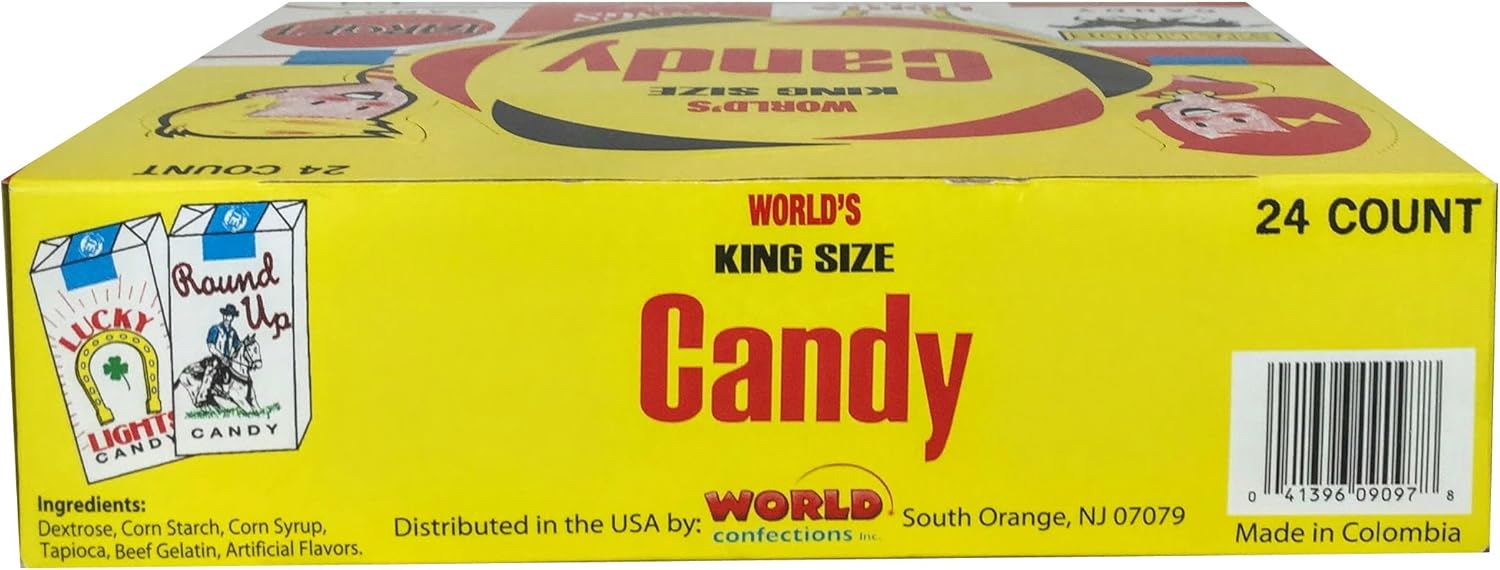 CANDY
WORLD'S
KING SIZE
Candy
24 COUNT
WORLD'S
KING SIZE
Candy
24 COUNT
LUCKY
LIGHTS
CANDY
Round
Up
CANDY
Ingredients:
Dextrose, Corn Starch, Corn Syrup,
Tapioca, Beef Gelatin, Artificial Flavors.
Distributed in the USA by: WORLD confections Inc. South Orange, NJ 07079
0 41396 09097 8
Made in Colombia